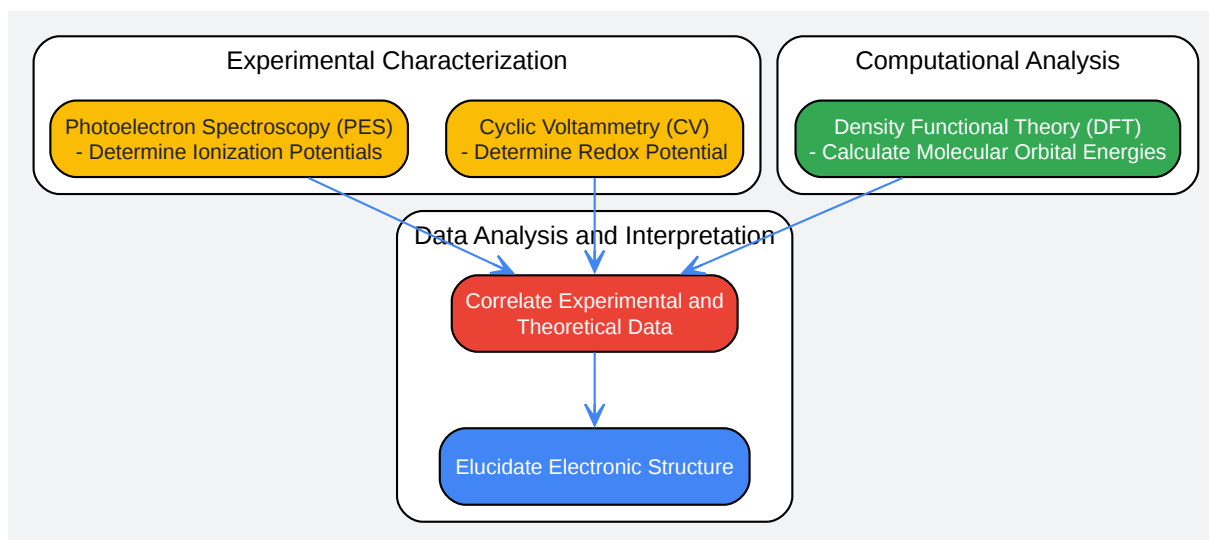 Experimental Characterization
Photoelectron Spectroscopy (PES)
- Determine Ionization Potentials
Cyclic Voltammetry (CV)
- Determine Redox Potential
Computational Analysis
Density Functional Theory (DFT)
- Calculate Molecular Orbital Energies
Data Analysis and Interpretation
Correlate Experimental and
Theoretical Data
Elucidate Electronic Structure